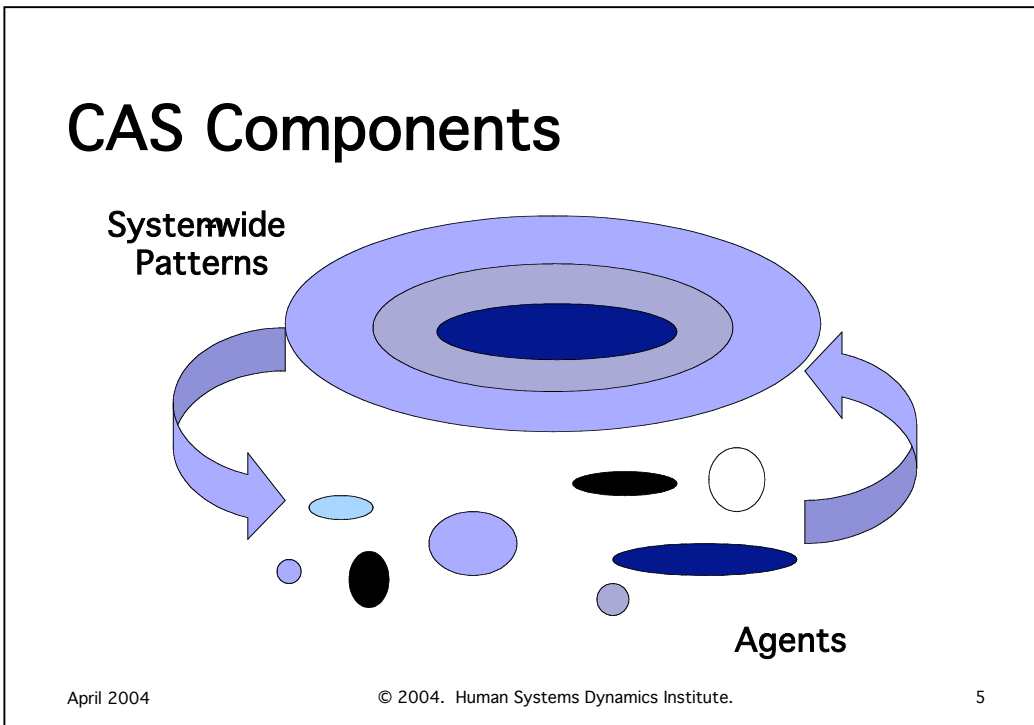 CAS Components
System-wide
Patterns
Agents
April 2004
© 2004. Human Systems Dynamics Institute.
5